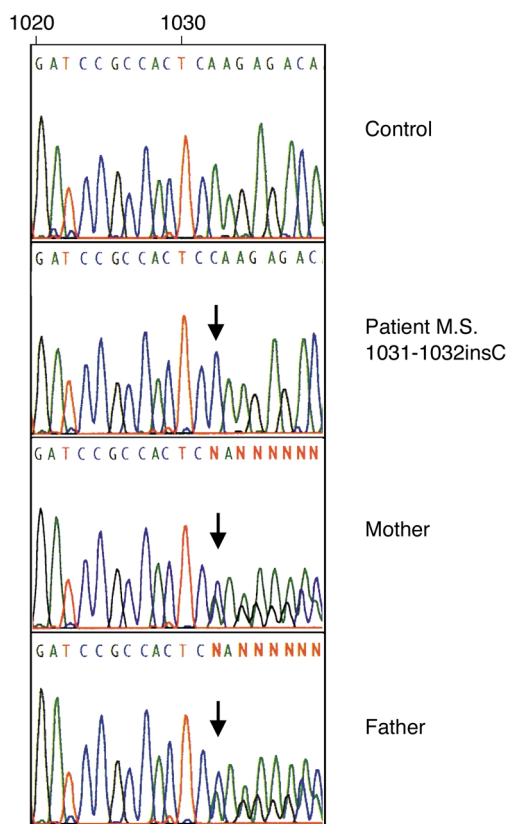 1020 1030
GATCCGCCACTCAAGAGACA
Control
GATCCGCCACTCCAAGAGAC
Patient M.S.
1031-1032insC
GATCCGCCACTCNANNNNNN
Mother
GATCCGCCACTCNANNNNNN
Father